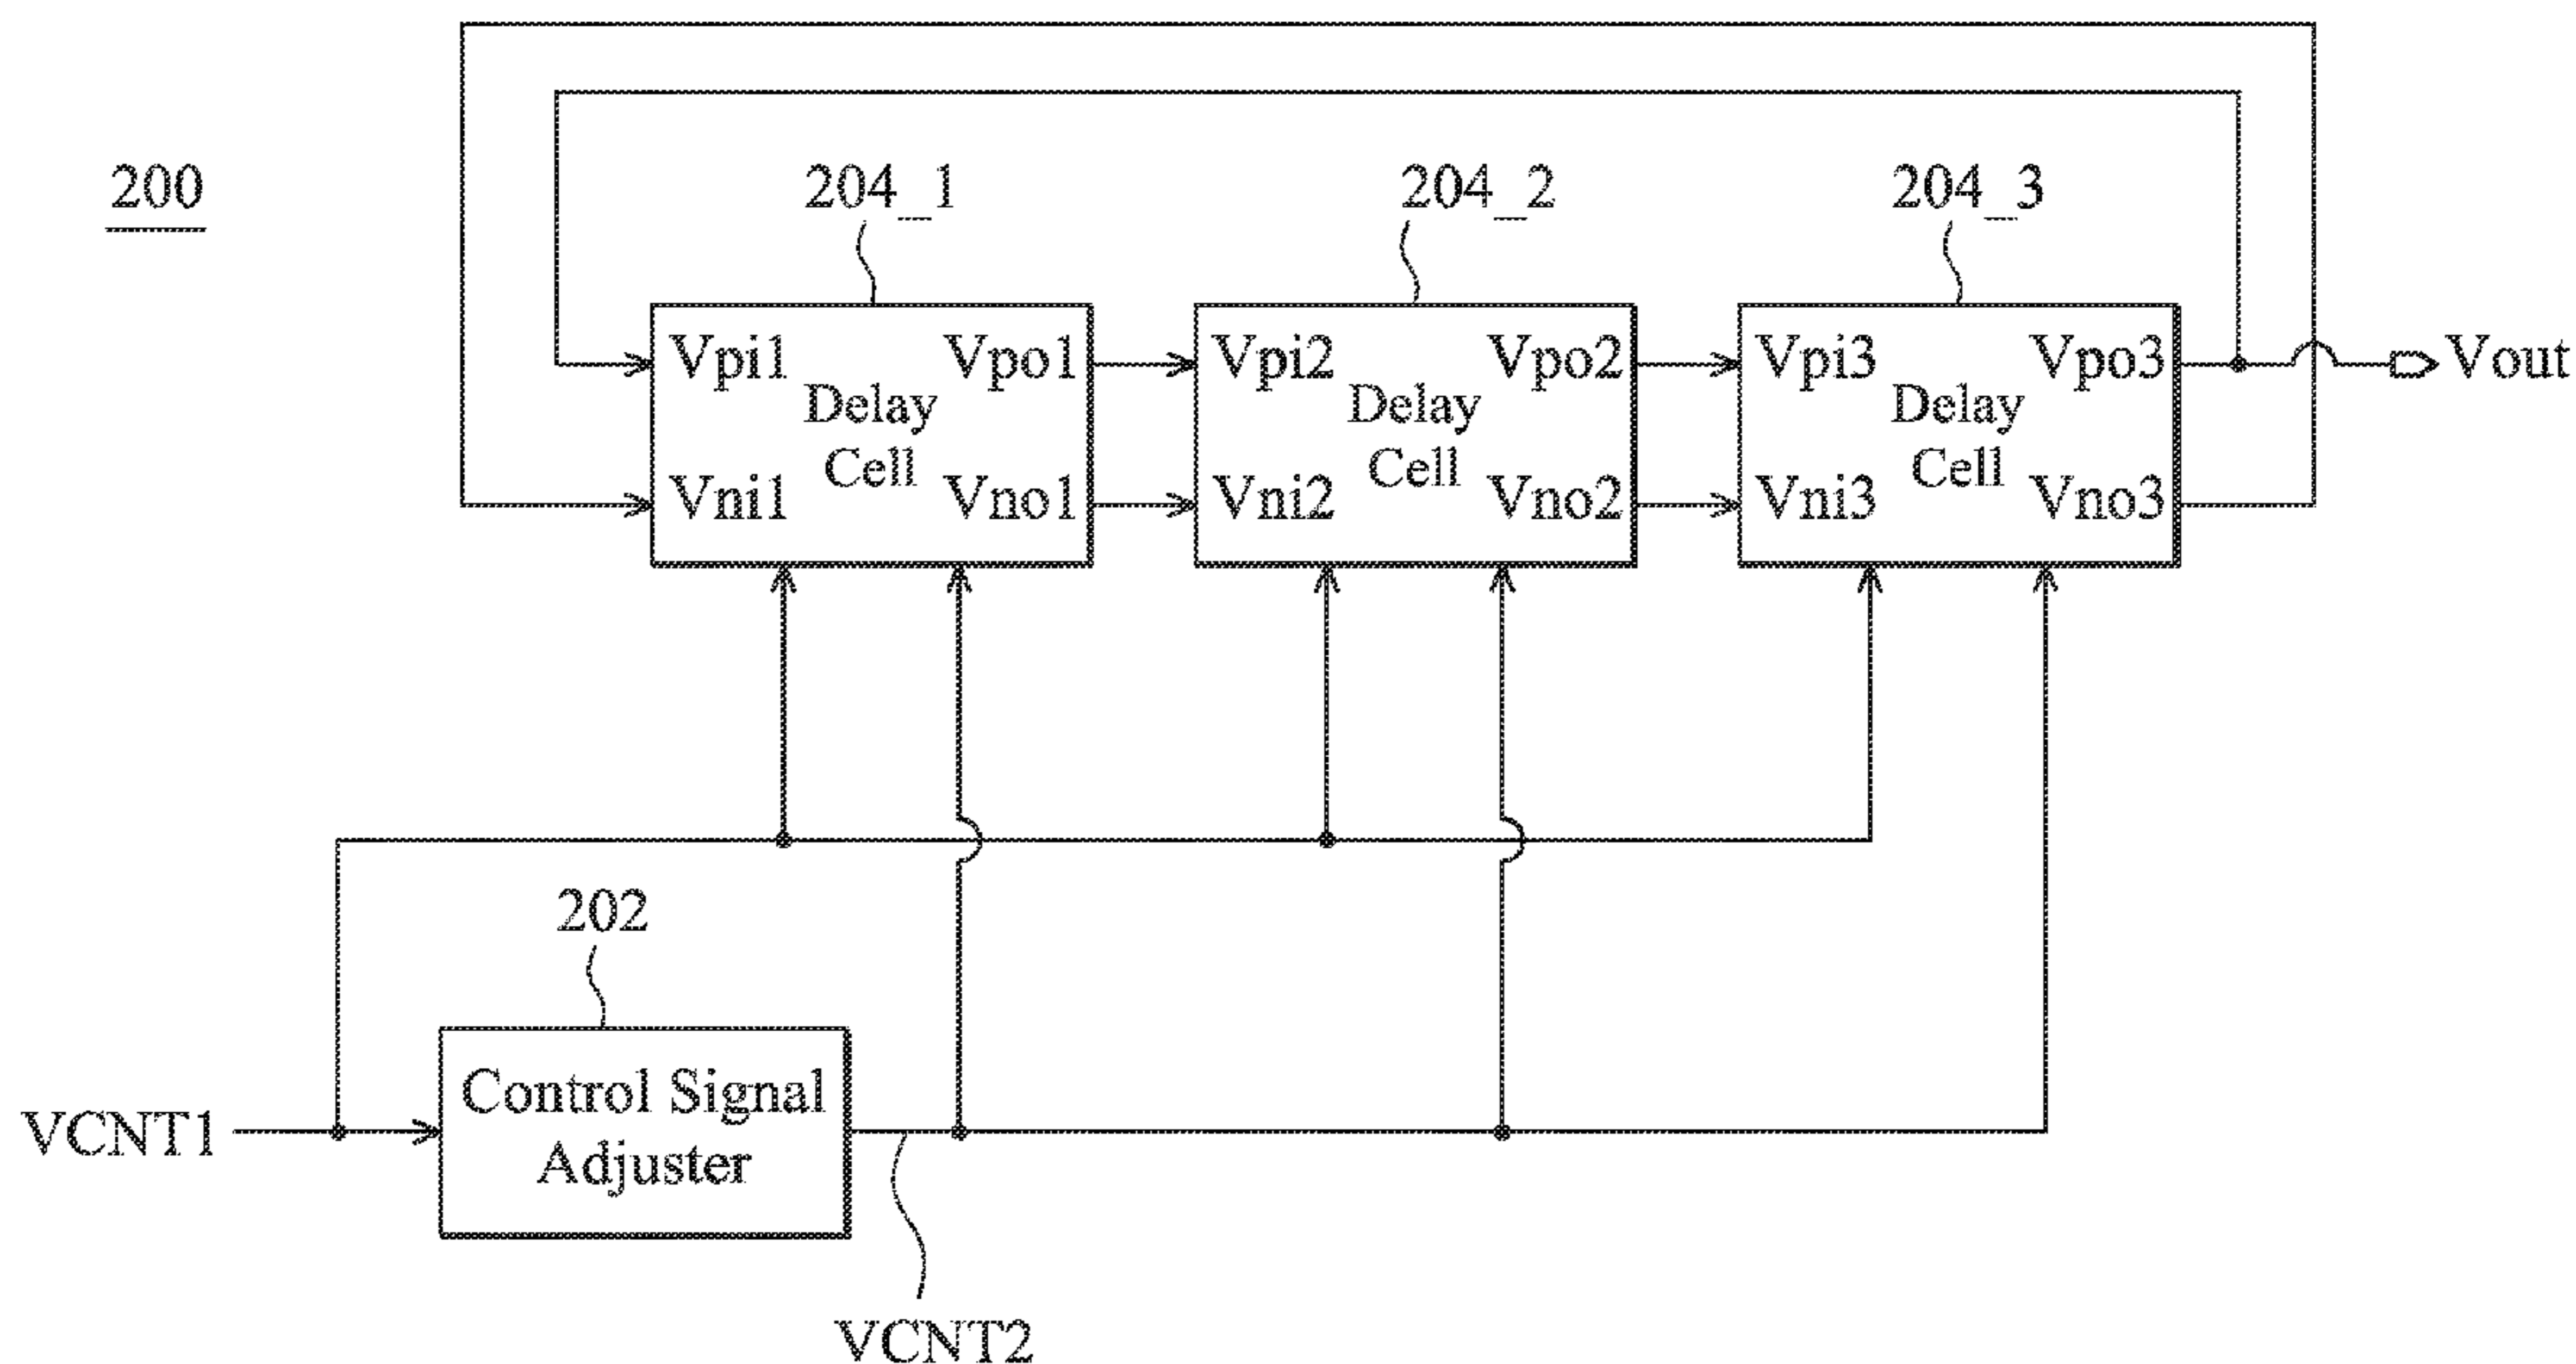 200
204_1
204_2
204_3
Vpi1
Vpo1
Delay
Cell
Vni1
Vno1
Vpi2
Vpo2
Delay
Cell
Vni2
Vno2
Vpi3
Vpo3
Delay
Cell
Vni3
Vno3
Vout
202
VCNT1
Control Signal
Adjuster
VCNT2